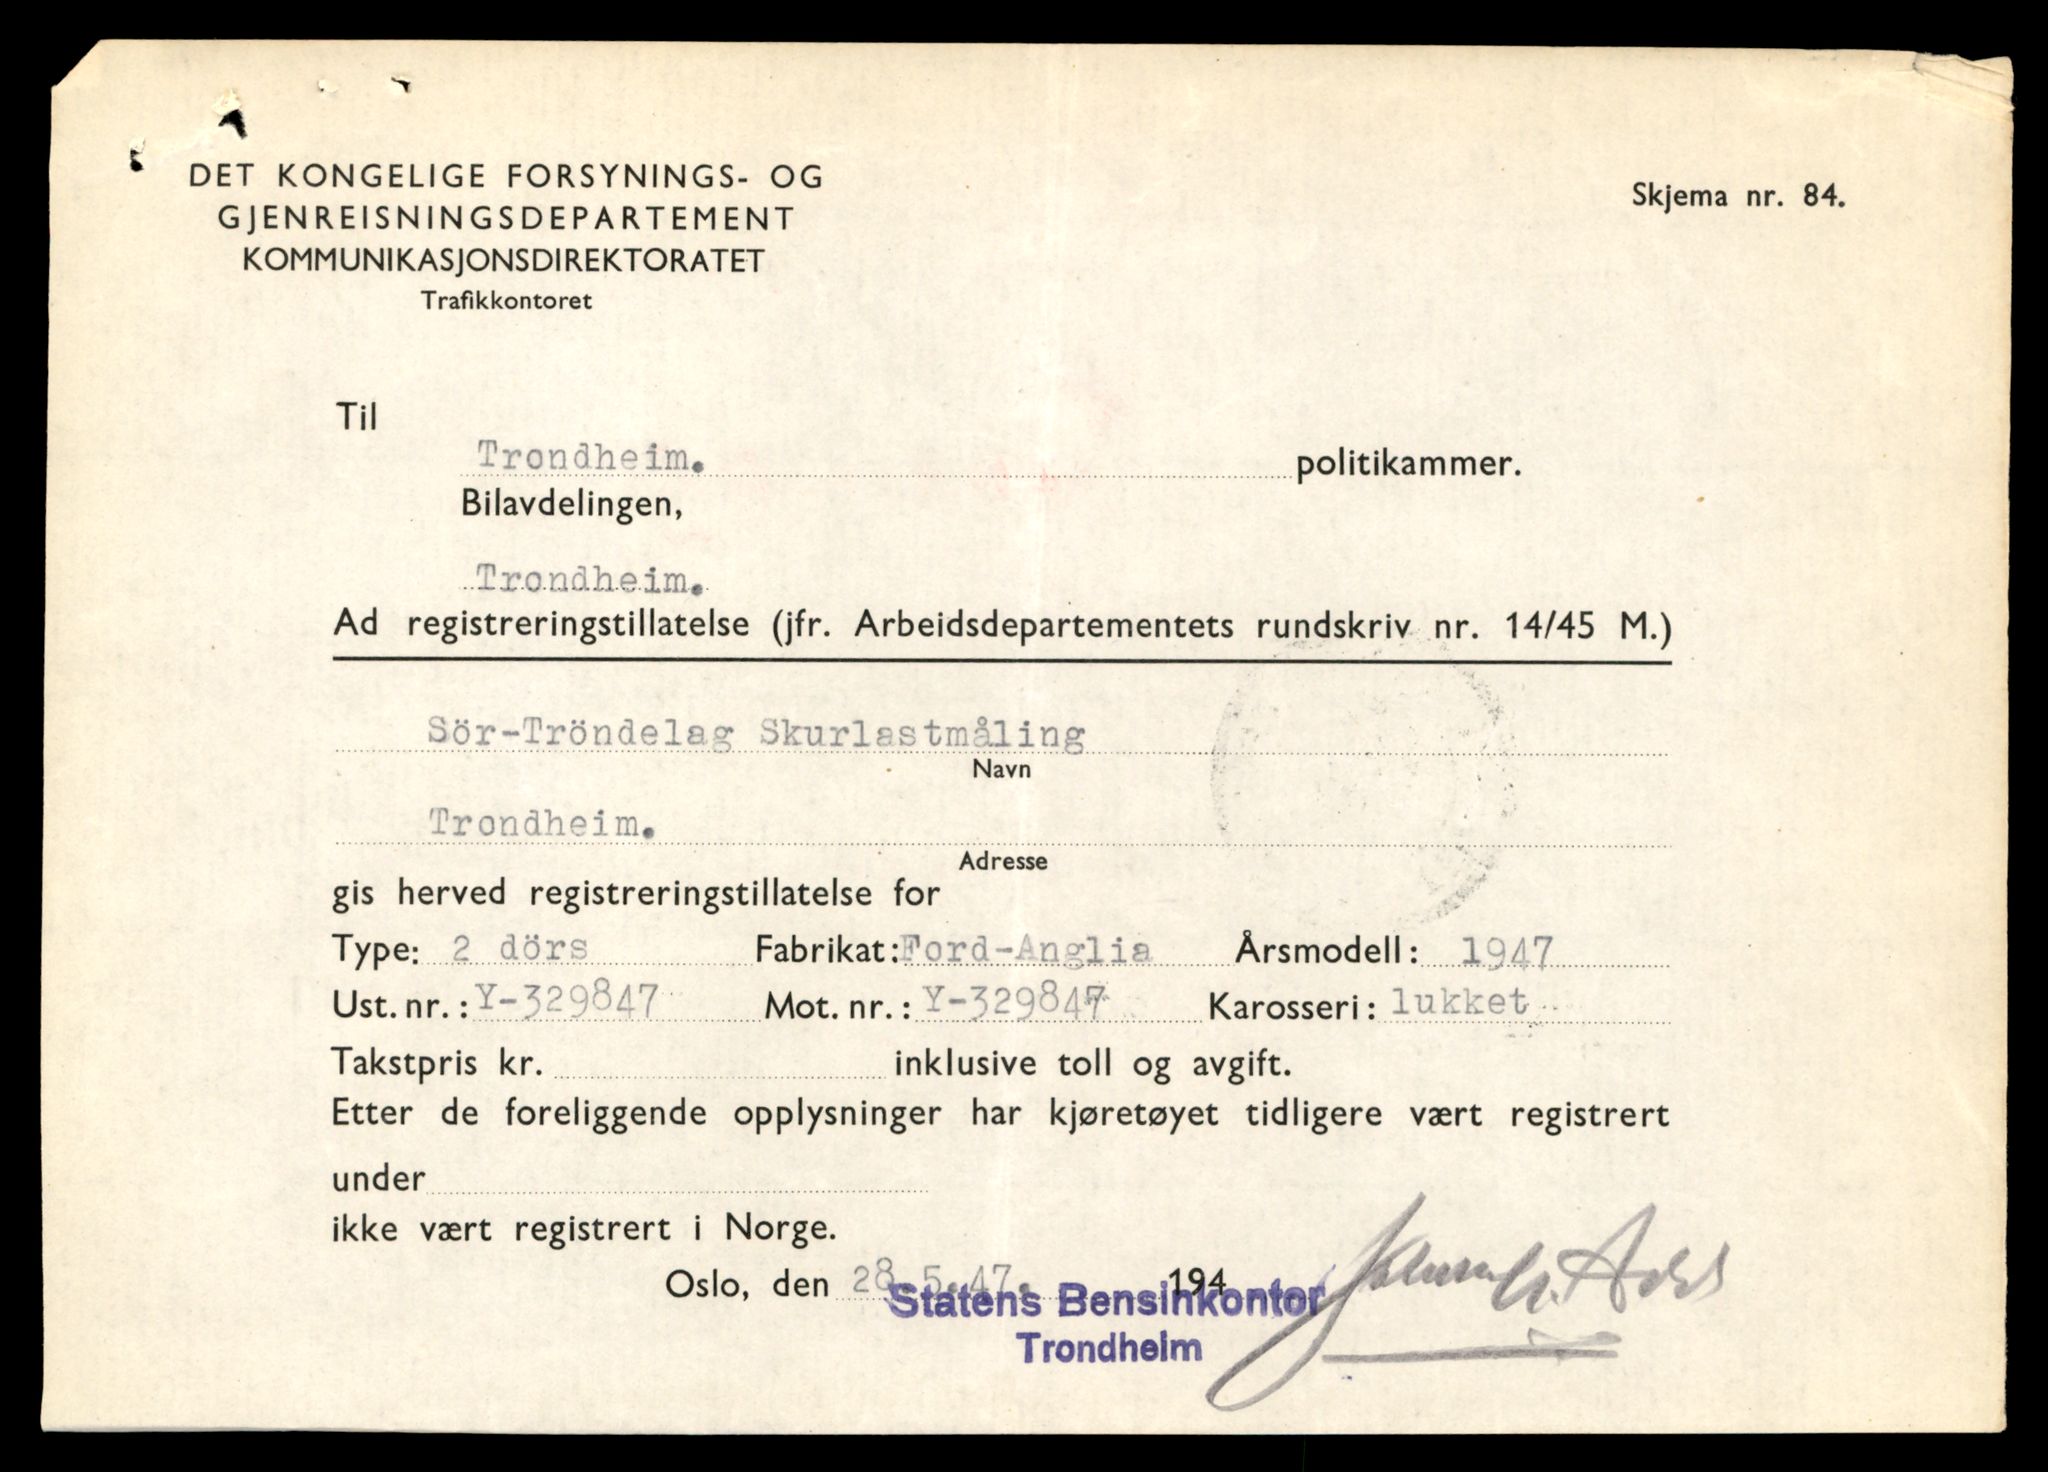 DET KONGELIGE FORSYNINGS- OG
GJENREISNINGSDEPARTEMENT
KOMMUNIKASJONSDIREKTORATET
Trafikkontoret
Skjema nr. 84.
Til
Trondheim. politikammer.
Bilavdelingen,
Trondheim.
Ad registreringstillatelse (jfr. Arbeidsdepartementets rundskriv nr. 14/45 M.)
Sör-Tröndelag Skurlastmåling
Navn
Trondheim.
Adresse
gis herved registreringstillatelse for
Type: 2 dörs Fabrikat: Ford-Anglia Årsmodell: 1947
Ust. nr.: Y-329847 Mot. nr.: Y-329847 Karosseri: lukket
Takstpris kr. inklusive toll og avgift.
Etter de foreliggende opplysninger har kjøretøyet tidligere vært registrert
under
ikke vært registrert i Norge.
Oslo, den 28.5.47. 194
Statens Bensinkontor
Trondheim